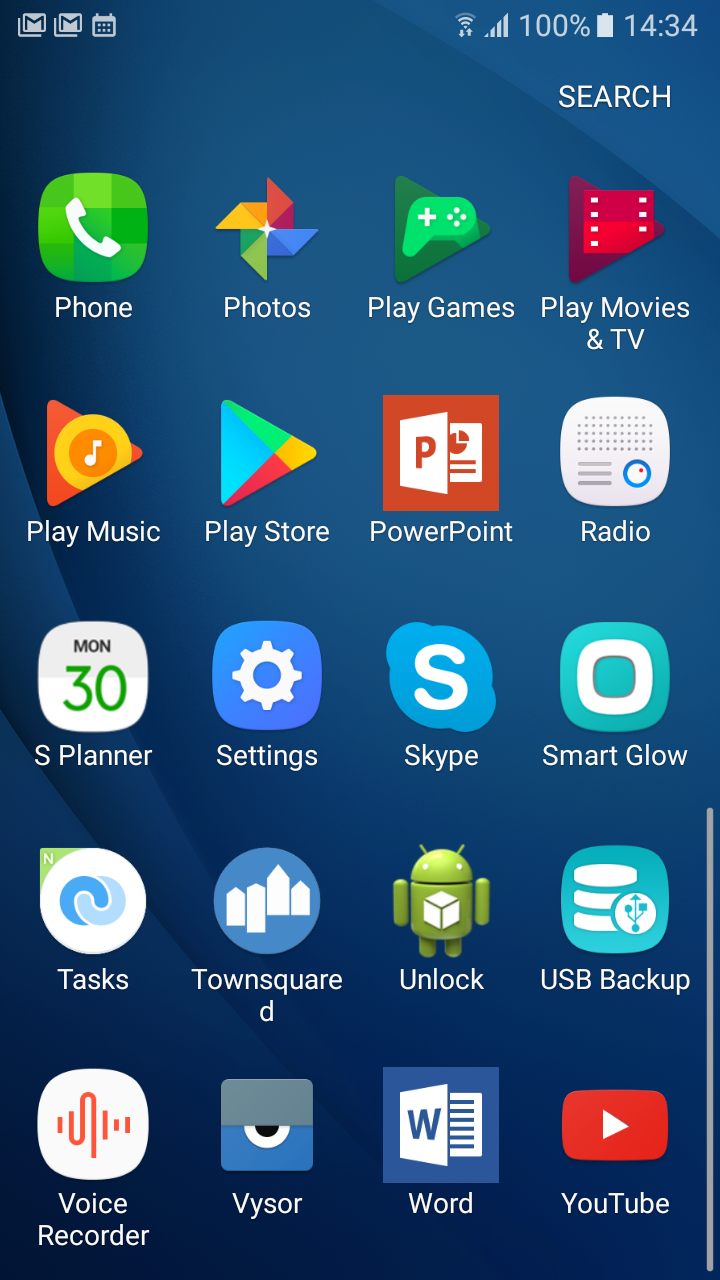 100% 14:34
SEARCH
Phone Photos Play Games Play Movies
& TV
Play Music Play Store PowerPoint Radio
MON
30
S Planner Settings Skype Smart Glow
N
Tasks Townsquare Unlock USB Backup
d
W
Voice Vysor Word YouTube
Recorder